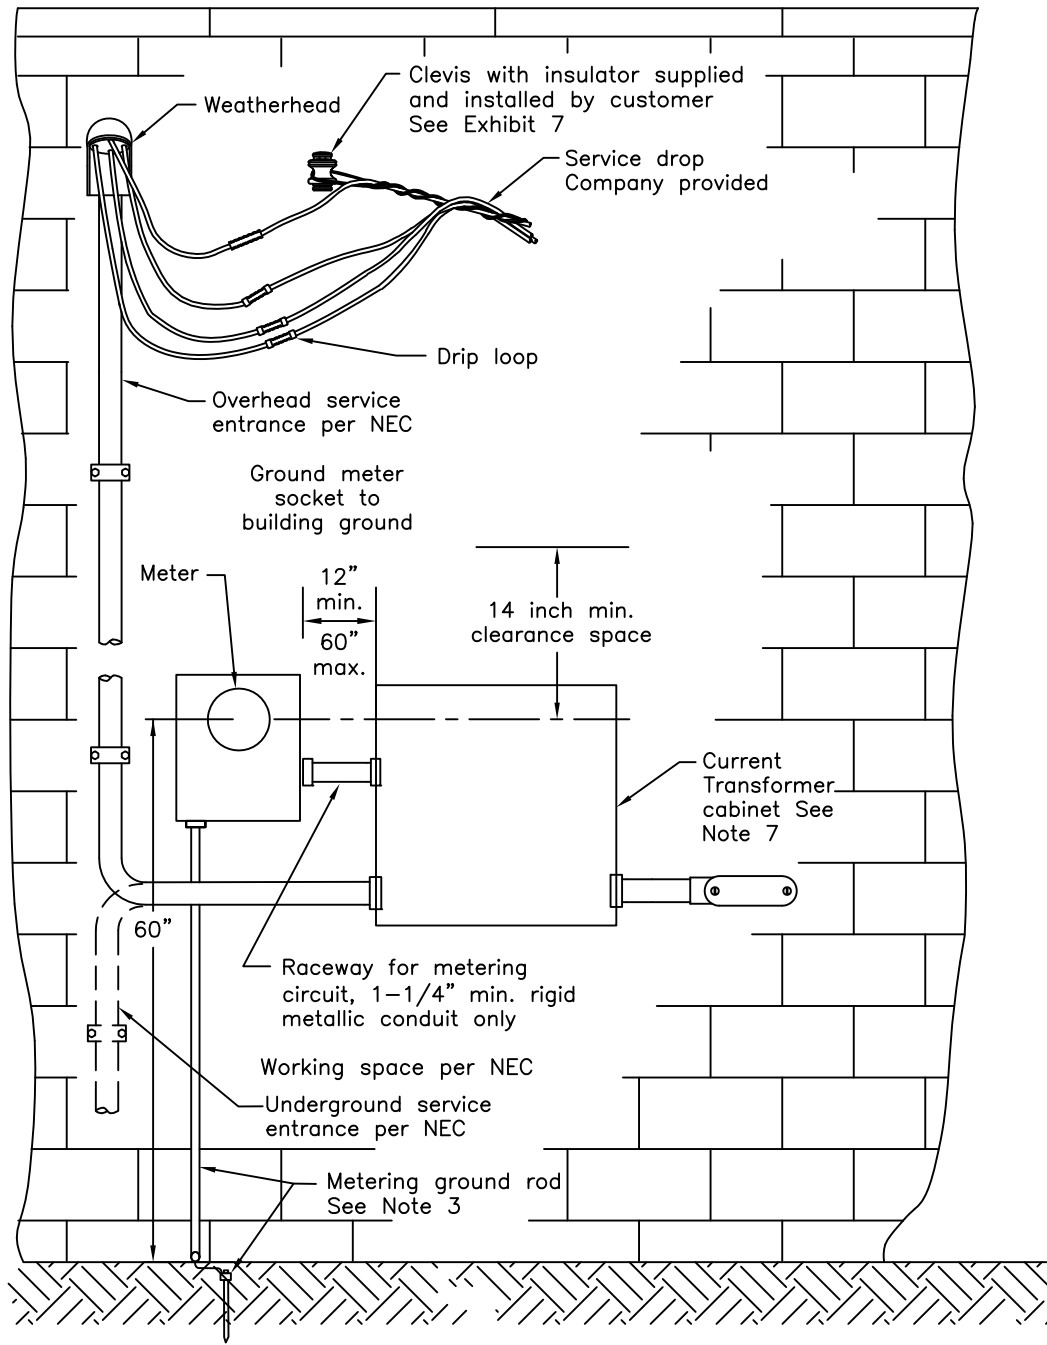 Clevis with insulator supplied
and installed by customer
See Exhibit 7
Weatherhead
Service drop
Company provided
Drip loop
Overhead service
entrance per NEC
Ground meter
socket to
building ground
Meter
12”
min.
60”
max.
14 inch min.
clearance space
Current
Transformer
cabinet See
Note 7
60”
Raceway for metering
circuit, 1-1/4” min. rigid
metallic conduit only
Working space per NEC
Underground service
entrance per NEC
Metering ground rod
See Note 3